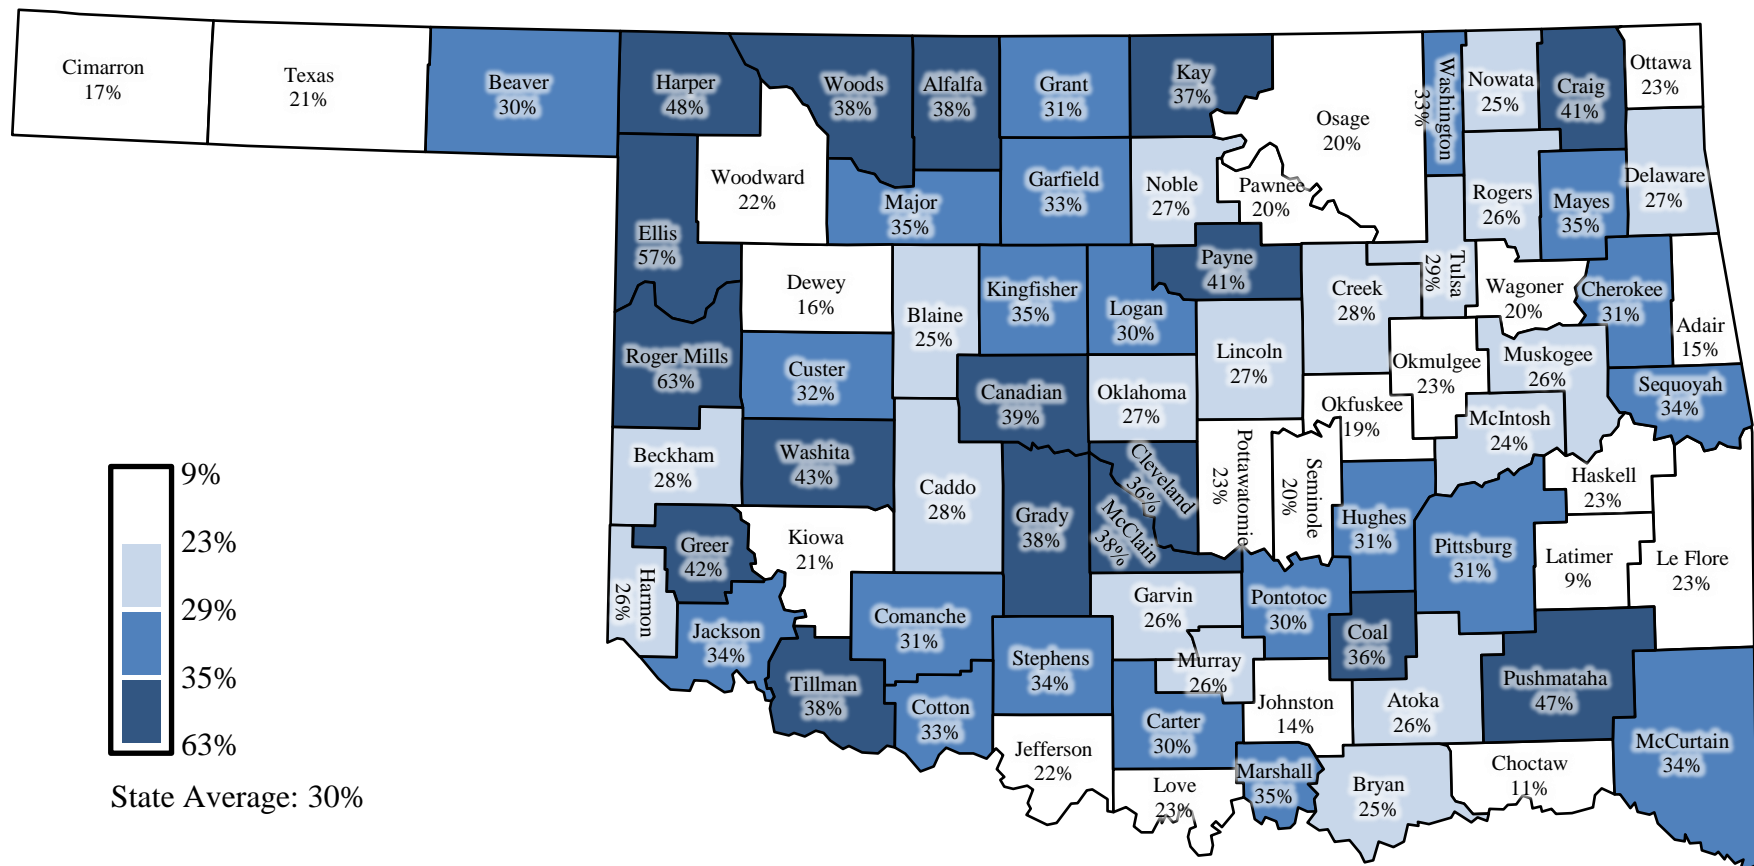 Cimarron
17%
Texas
21%
Beaver
30%
Harper
48%
Woods
38%
Alfalfa
38%
Grant
31%
Kay
37%
Osage
20%
Washington
33%
Nowata
25%
Craig
41%
Ottawa
23%
Woodward
22%
Major
35%
Garfield
33%
Noble
27%
Pawnee
20%
Rogers
26%
Mayes
35%
Delaware
27%
Ellis
57%
Dewey
16%
Blaine
25%
Kingfisher
35%
Logan
30%
Payne
41%
Creek
28%
Tulsa
29%
Wagoner
20%
Cherokee
31%
Adair
15%
Roger Mills
63%
Custer
32%
Canadian
39%
Oklahoma
27%
Lincoln
27%
Okmulgee
23%
Muskogee
26%
Sequoyah
34%
Okfuskee
19%
McIntosh
24%
Beckham
28%
Washita
43%
Caddo
28%
Grady
38%
Cleveland
36%
McClain
38%
Pottawatomie
23%
Seminole
20%
Hughes
31%
Pittsburg
31%
Haskell
23%
Latimer
9%
Le Flore
23%
Greer
42%
Kiowa
21%
Harmon
26%
Jackson
34%
Comanche
31%
Garvin
26%
Pontotoc
30%
Coal
36%
Tillman
38%
Cotton
33%
Stephens
34%
Murray
26%
Carter
30%
Johnston
14%
Atoka
26%
Pushmataha
47%
McCurtain
34%
Jefferson
22%
Love
23%
Marshall
35%
Bryan
25%
Choctaw
11%
9%
23%
29%
35%
63%
State Average: 30%